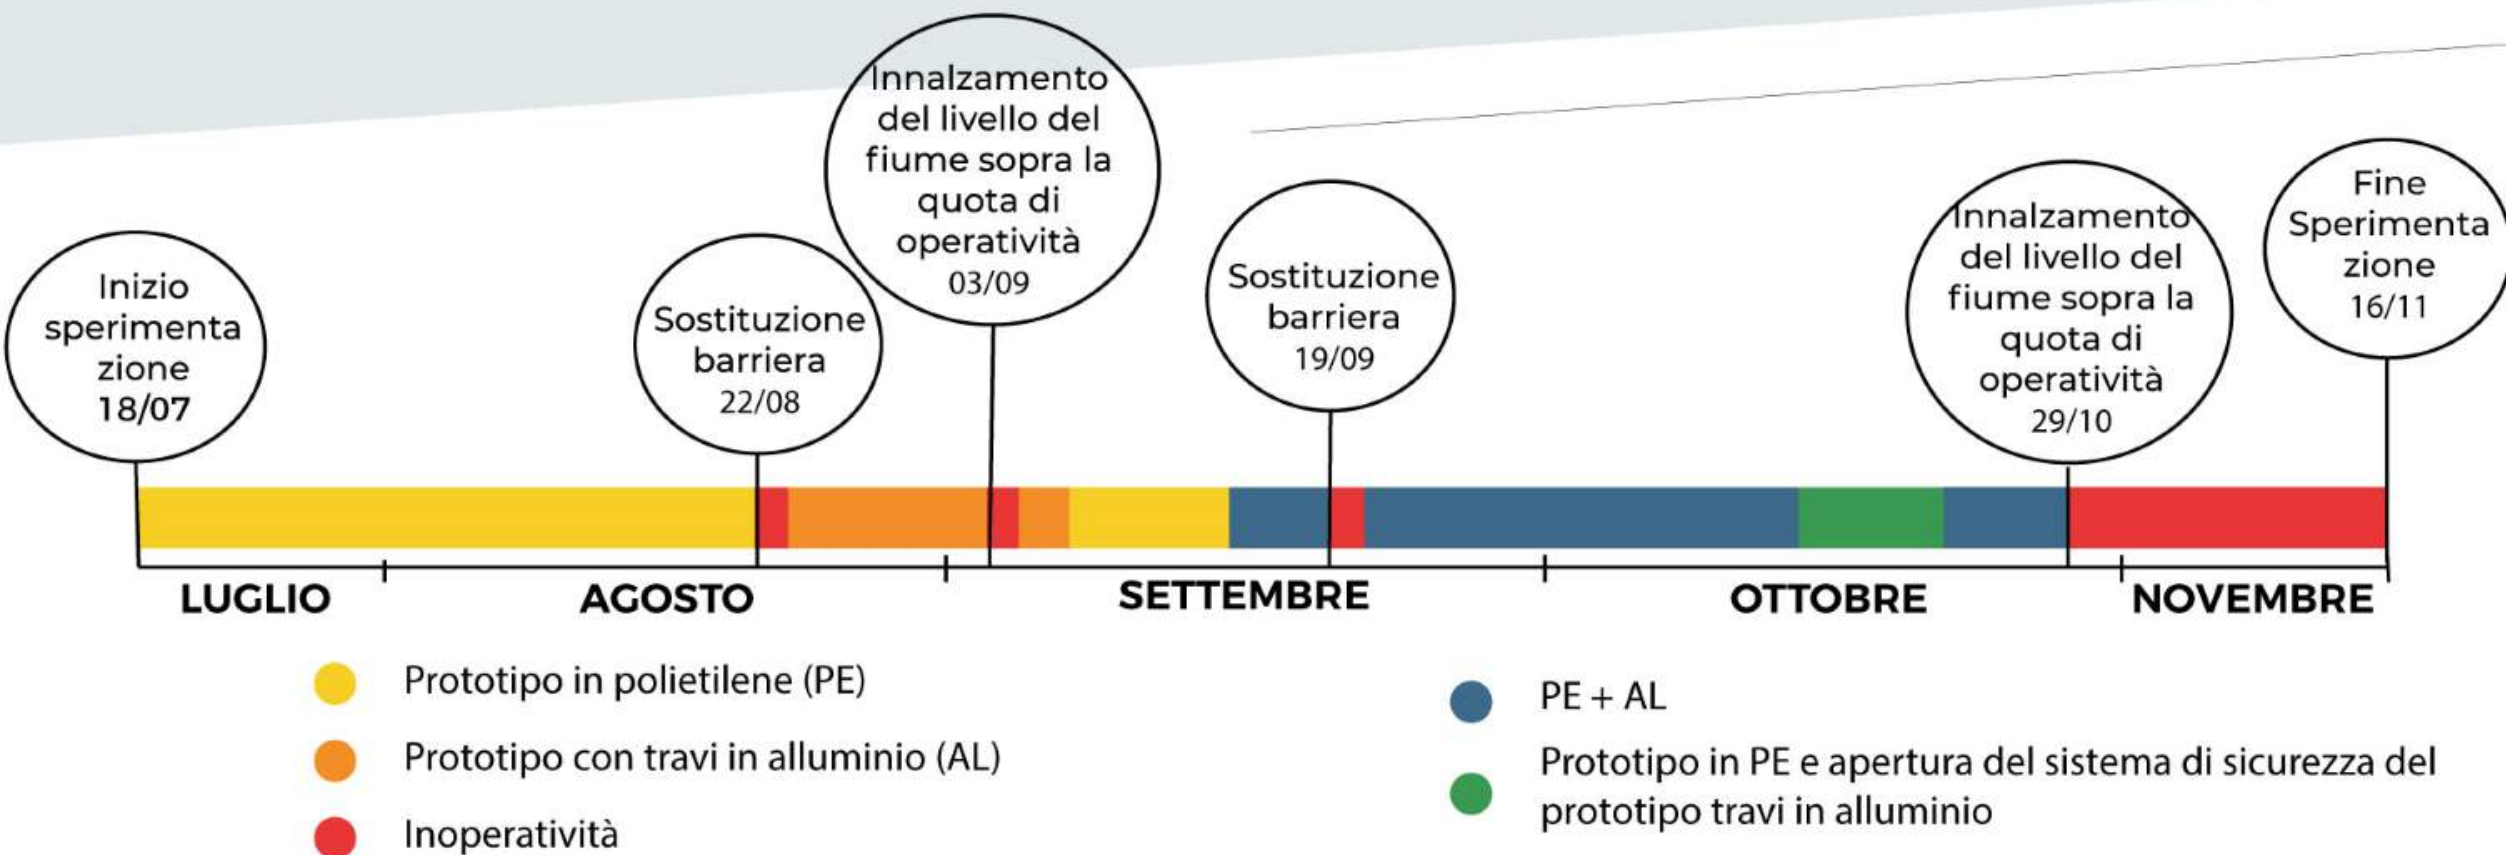 Inizio
sperimenta
zione
18/07
Sostituzione
barriera
22/08
Innalzamento
del livello del
fiume sopra la
quota di
operatività
03/09
Sostituzione
barriera
19/09
Innalzamento
del livello del
fiume sopra la
quota di
operatività
29/10
Fine
Sperimenta
zione
16/11
LUGLIO
AGOSTO
SETTEMBRE
OTTOBRE
NOVEMBRE
Prototipo in polietilene (PE)
Prototipo con travi in alluminio (AL)
Inoperatività
PE + AL
Prototipo in PE e apertura del sistema di sicurezza del
prototipo travi in alluminio